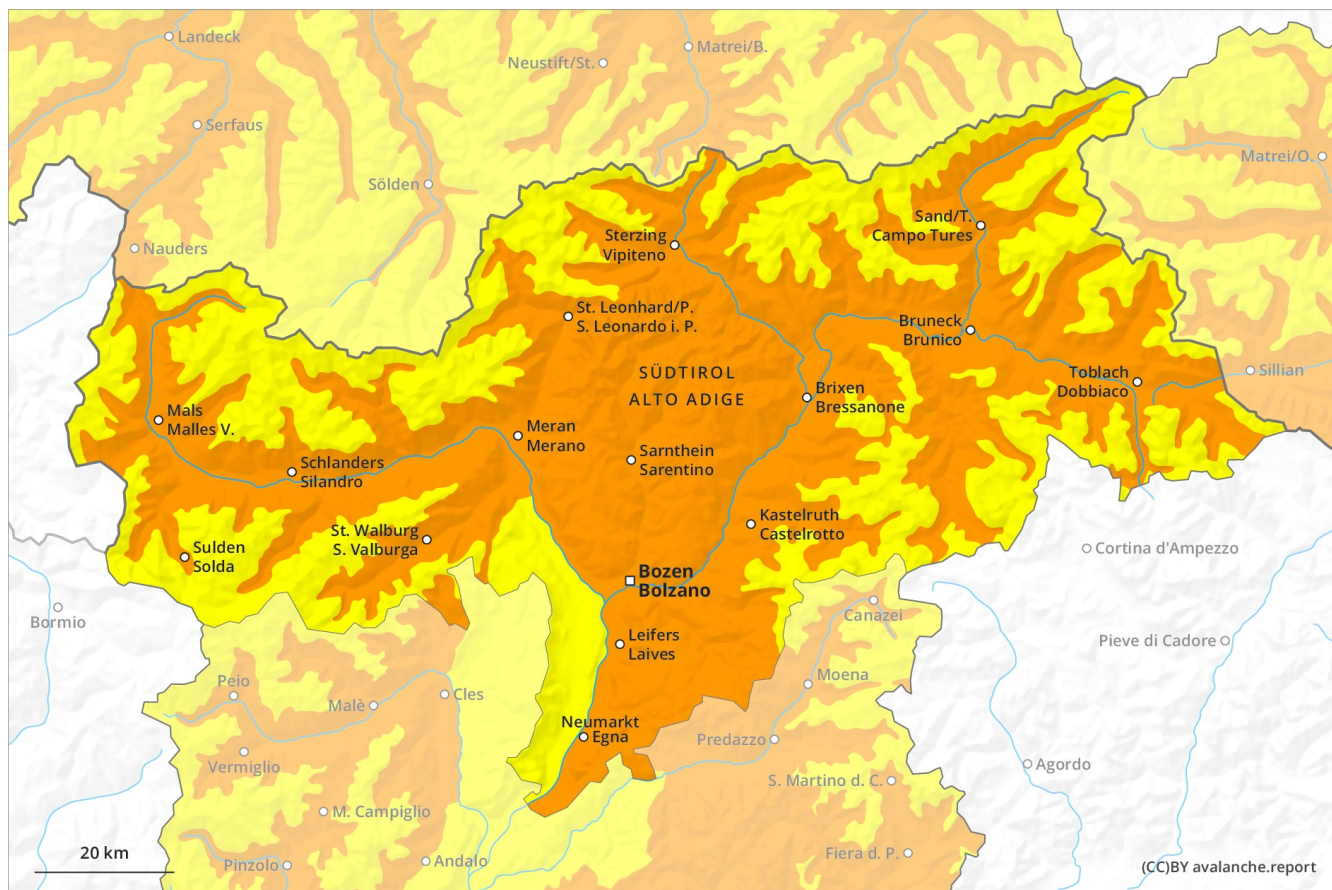 Landeck
Matrei/B.
Neustift/St.
Serfaus
Matrei/O.
Sölden
Sand/T.
Campo Tures
Nauders
Sterzing
Vipiteno
St. Leonhard/P.
S. Leonardo i. P.
Bruneck
Brunico
SÜDTIROL
ALTO ADIGE
Toblach
Dobbiaco
Sillian
Brixen
Bressanone
Mals
Malles V.
Meran
Merano
Sarnthein
Sarentino
Schlanders
Silandro
Kastelruth
Castelrotto
St. Walburg
S. Valburga
Sulden
Solda
Cortina d'Ampezzo
Bozen
Bolzano
Bormio
Canazei
Leifers
Laives
Pieve di Cadore
Peio
Moena
Malè
Cles
Neumarkt
Egna
Predazzo
Vermiglio
Agordo
S. Martino d. C.
M. Campiglio
20 km
Pinzolo
Andalo
Fiera d. P.
(CC)BY avalanche.report